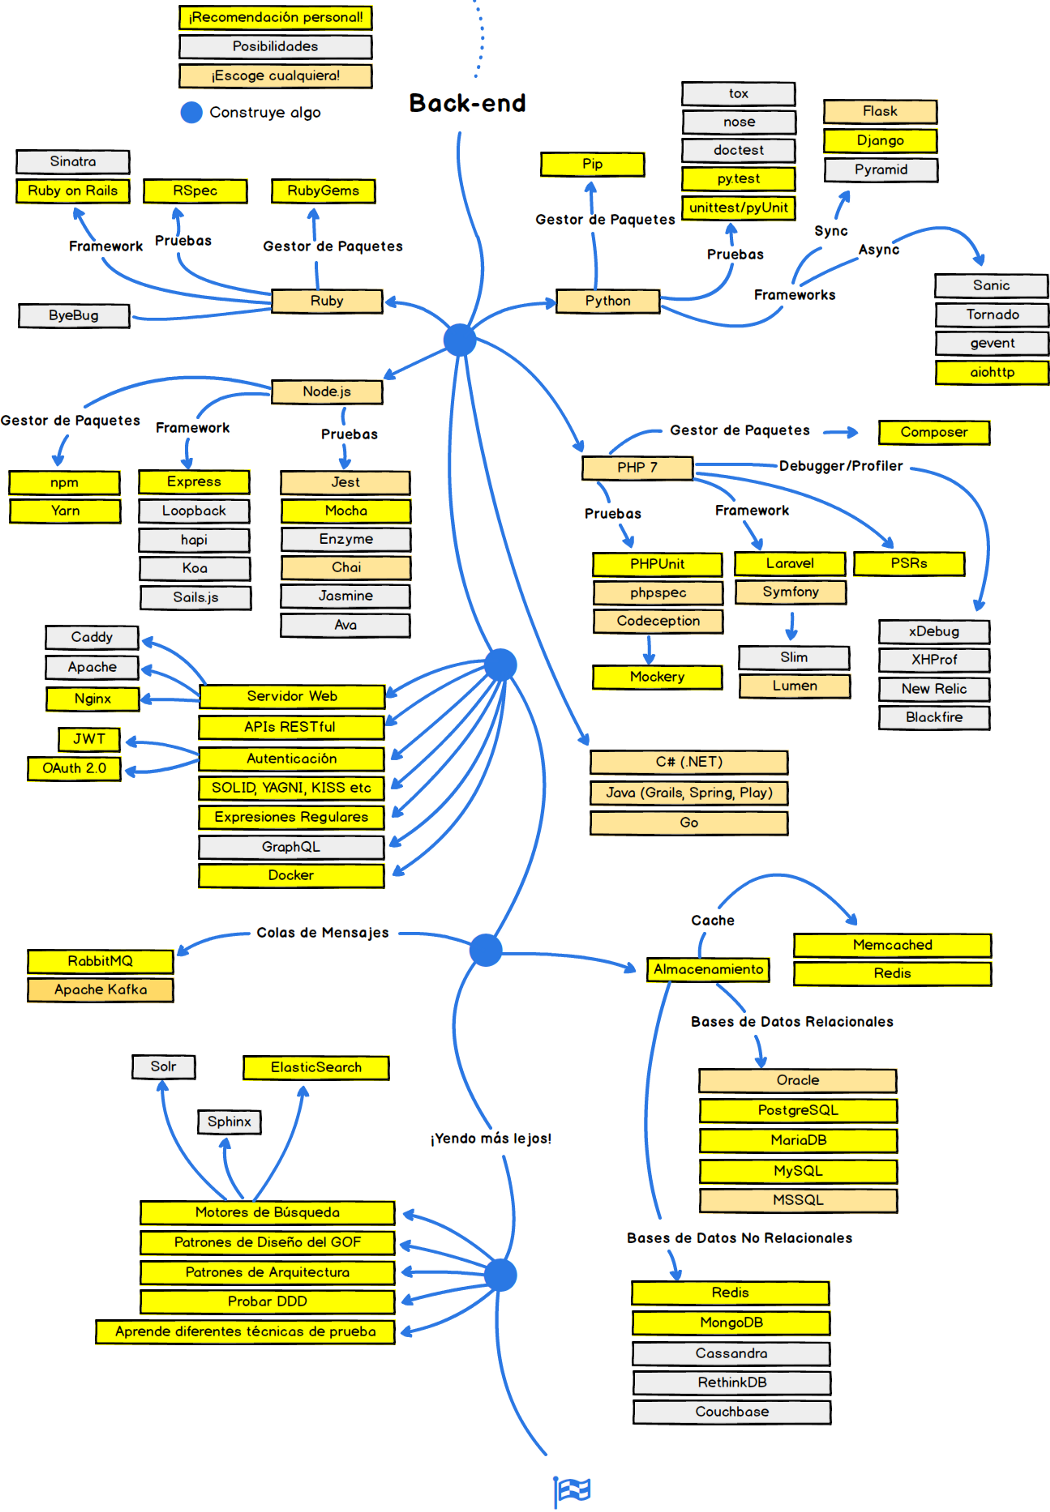 ¡Recomendación personal!
Posibilidades
¡Escoge cualquiera!
Construye algo
Back-end
Sinatra
Ruby on Rails
RSpec
RubyGems
Framework
Pruebas
Gestor de Paquetes
Ruby
ByeBug
Pip
Gestor de Paquetes
tox
nose
doctest
py.test
unittest/pyUnit
Pruebas
Flask
Django
Pyramid
Sync
Async
Python
Frameworks
Sanic
Tornado
gevent
aiohttp
Node.js
Gestor de Paquetes
Framework
Pruebas
npm
Yarn
Express
Loopback
hapi
Koa
Sails.js
Jest
Mocha
Enzyme
Chai
Jasmine
Ava
PHP 7
Gestor de Paquetes
Composer
Debugger/Profiler
Pruebas
Framework
PHPUnit
phpspec
Codeception
Mockery
Laravel
Symfony
Slim
Lumen
PSRs
xDebug
XHProf
New Relic
Blackfire
Caddy
Apache
Nginx
JWT
OAuth 2.0
Servidor Web
APIs RESTful
Autenticación
SOLID, YAGNI, KISS etc
Expresiones Regulares
GraphQL
Docker
C# (.NET)
Java (Grails, Spring, Play)
Go
Colas de Mensajes
RabbitMQ
Apache Kafka
Cache
Almacenamiento
Memcached
Redis
Bases de Datos Relacionales
Oracle
PostgreSQL
MariaDB
MySQL
MSSQL
Bases de Datos No Relacionales
Redis
MongoDB
Cassandra
RethinkDB
Couchbase
¡Yendo más lejos!
Solr
ElasticSearch
Sphinx
Motores de Búsqueda
Patrones de Diseño del GOF
Patrones de Arquitectura
Probar DDD
Aprende diferentes técnicas de prueba